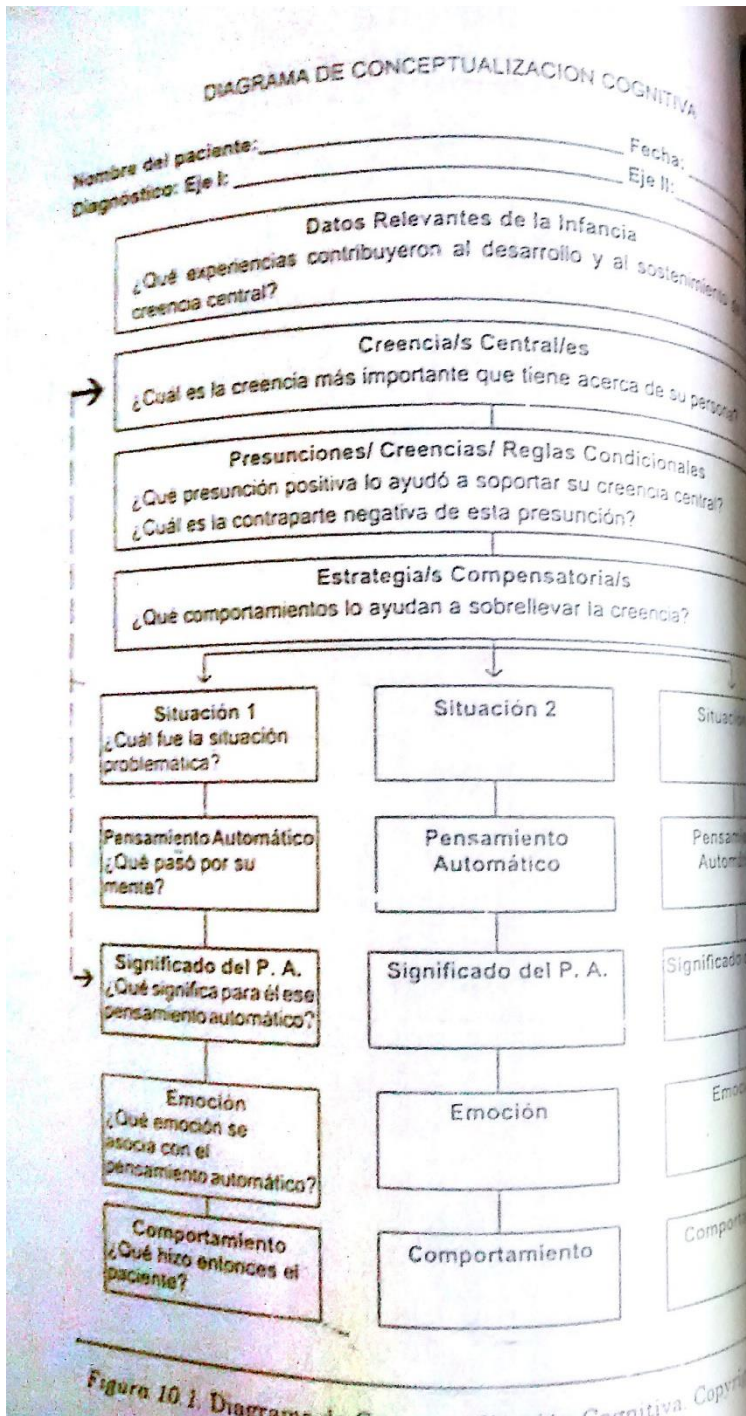 DIAGRAMA DE CONCEPTUALIZACION COGNITIVA
Nombre del paciente: Fecha:
Diagnóstico: Eje I: Eje II:
Datos Relevantes de la Infancia
¿Qué experiencias contribuyeron al desarrollo y al sostenimiento de
creencia central?
Creencia/s Central/es
¿Cuál es la creencia más importante que tiene acerca de su persona?
Presunciones/ Creencias/ Reglas Condicionales
¿Qué presunción positiva lo ayudó a soportar su creencia central?
¿Cuál es la contraparte negativa de esta presunción?
Estrategia/s Compensatoria/s
¿Qué comportamientos lo ayudan a sobrellevar la creencia?
Situación 1
¿Cuál fue la situación
problemática?
Pensamiento Automático
¿Qué pasó por su
mente?
Significado del P. A.
¿Qué significa para él ese
pensamiento automático?
Emoción
¿Qué emoción se
asocia con el
pensamiento automático?
Comportamiento
¿Qué hizo entonces el
paciente?
Situación 2
Pensamiento
Automático
Significado del P. A.
Emoción
Comportamiento
Significado
Figura 10.1. Diagrama de Cognitiva.